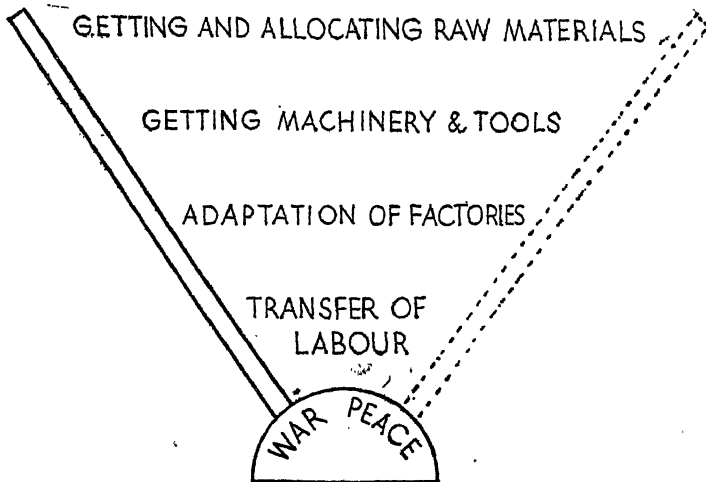 GETTING AND ALLOCATING RAW MATERIALS
GETTING MACHINERY & TOOLS
ADAPTATION OF FACTORIES
TRANSFER OF
LABOUR
WAR PEACE